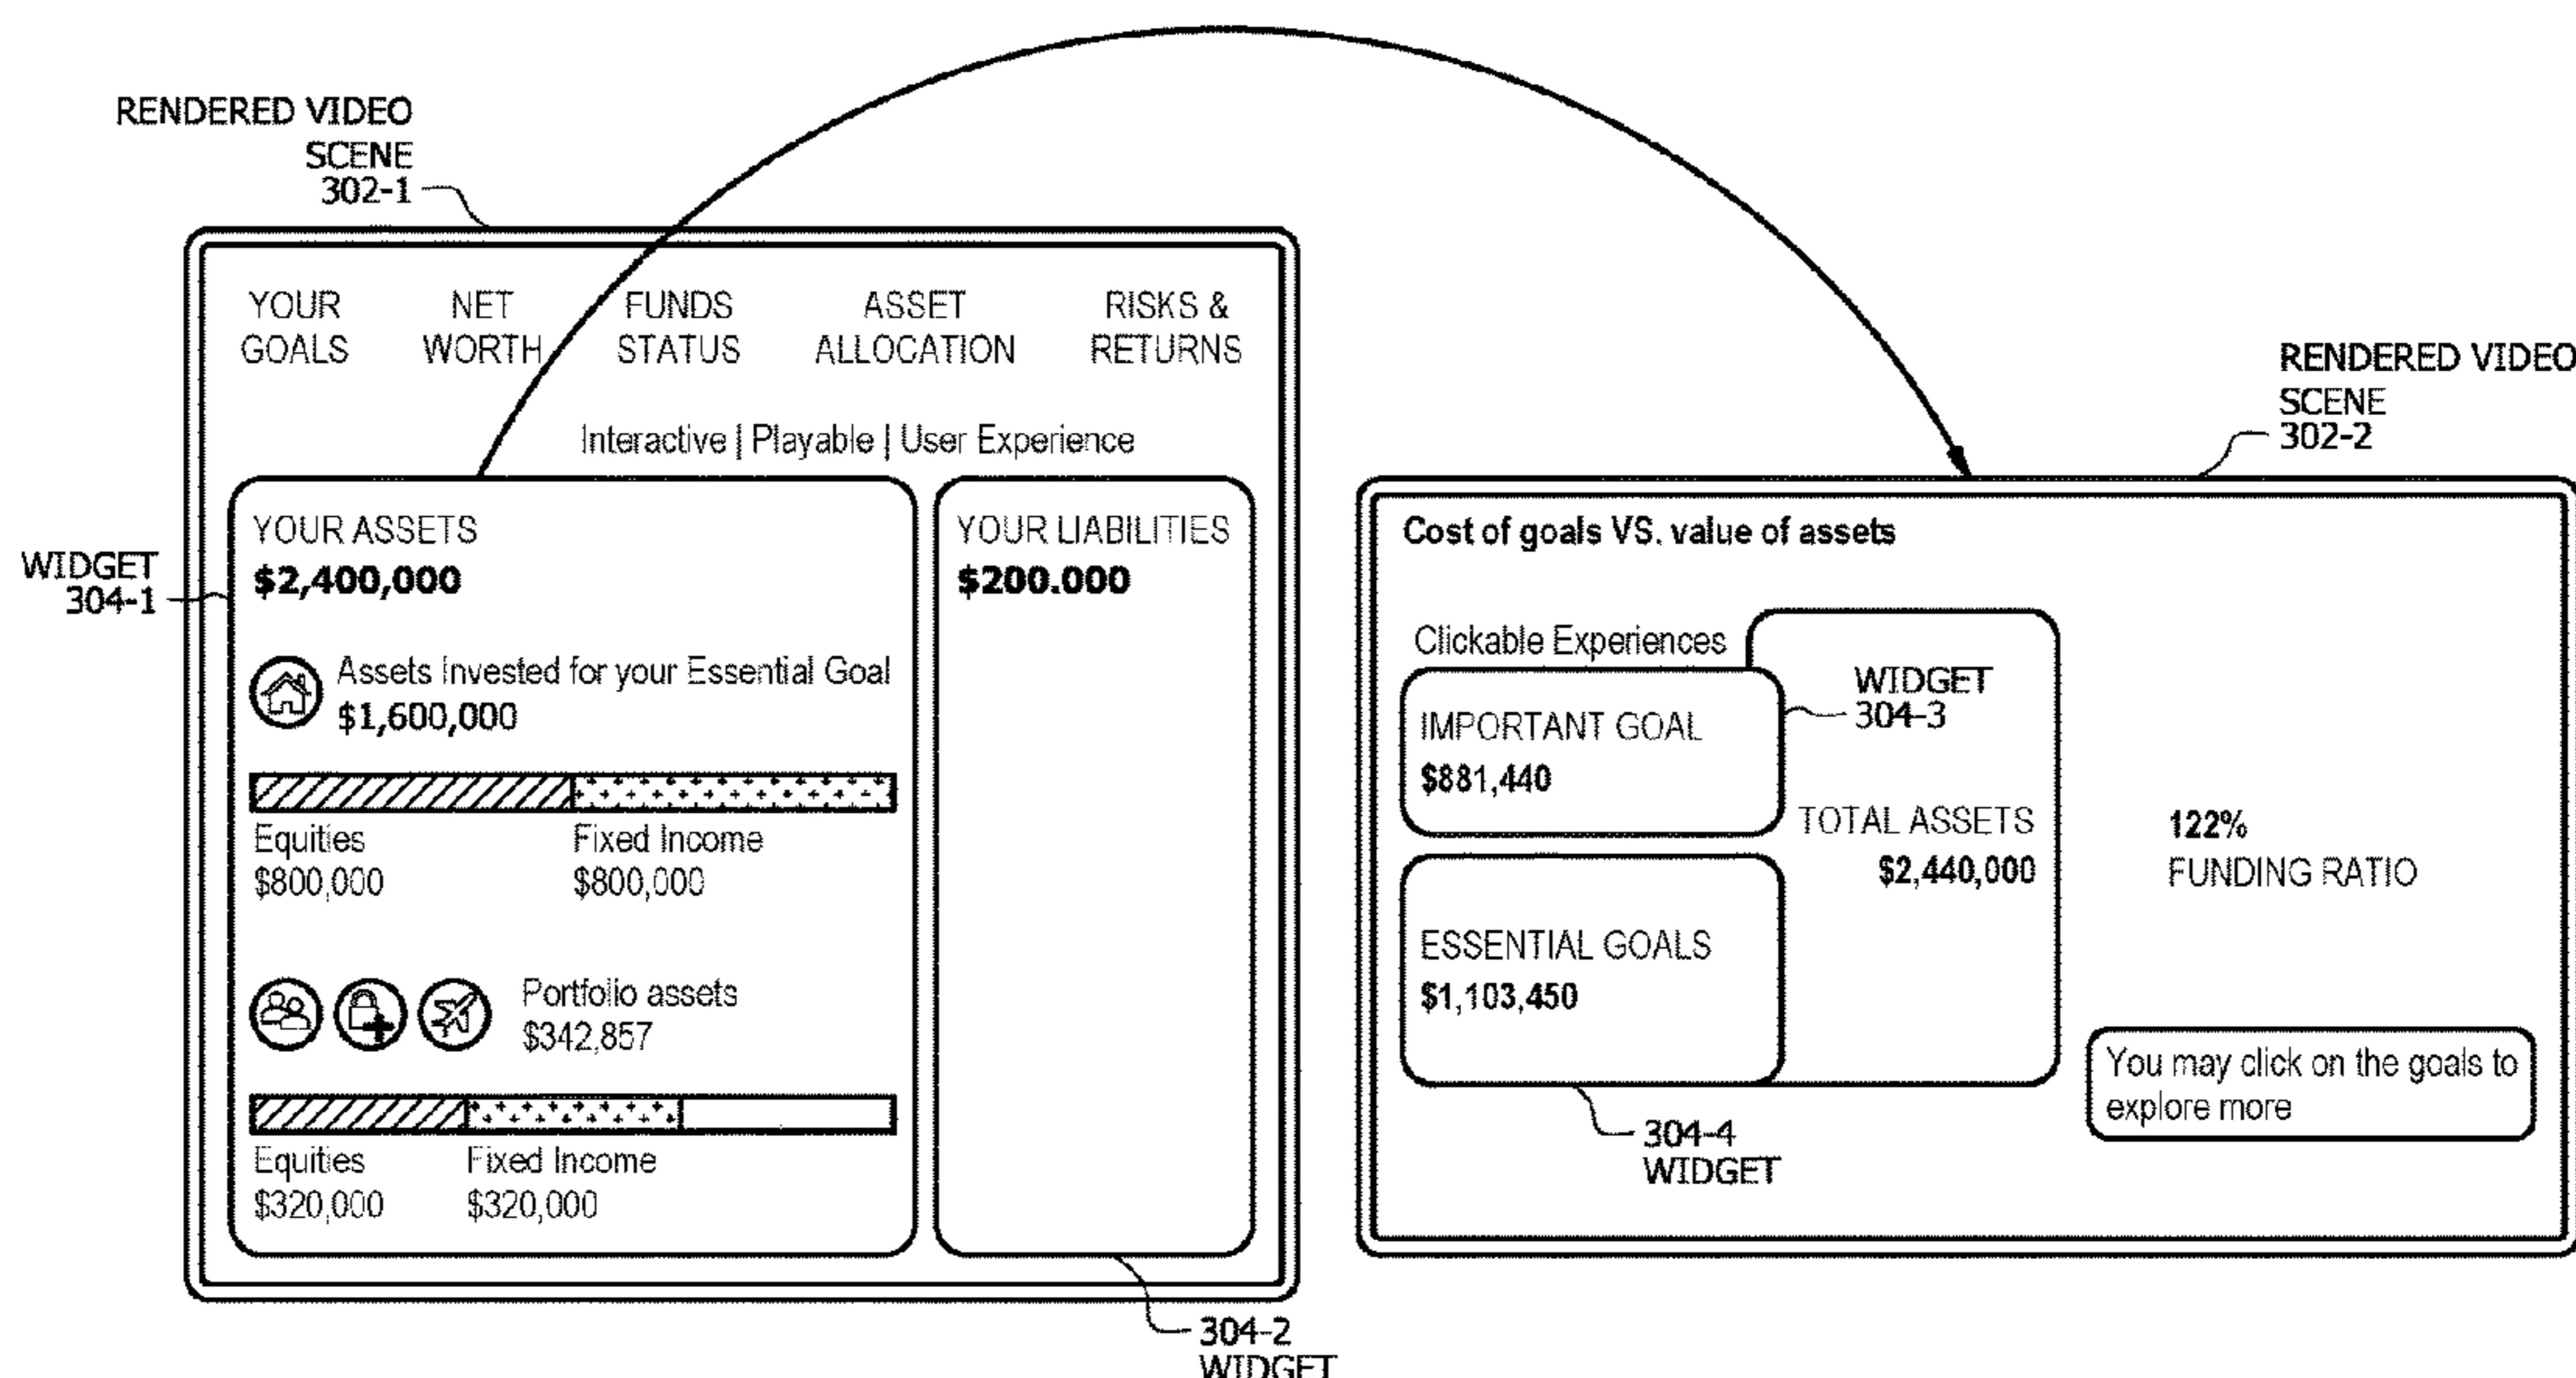 RENDERED VIDEO
SCENE
302-1
YOUR
GOALS
NET
WORTH
FUNDS
STATUS
ASSET
ALLOCATION
RISKS &
RETURNS
Interactive | Playable | User Experience
WIDGET
304-1
YOUR ASSETS
$2,400,000
Assets Invested for your Essential Goal
$1,600,000
Equities
$800,000
Fixed Income
$800,000
Portfolio assets
$342,857
Equities
$320,000
Fixed Income
$320,000
YOUR LIABILITIES
$200.000
304-2
WIDGET
RENDERED VIDEO
SCENE
302-2
Cost of goals VS. value of assets
Clickable Experiences
WIDGET
304-3
IMPORTANT GOAL
$881,440
TOTAL ASSETS
$2,440,000
ESSENTIAL GOALS
$1,103,450
304-4
WIDGET
122%
FUNDING RATIO
You may click on the goals to
explore more